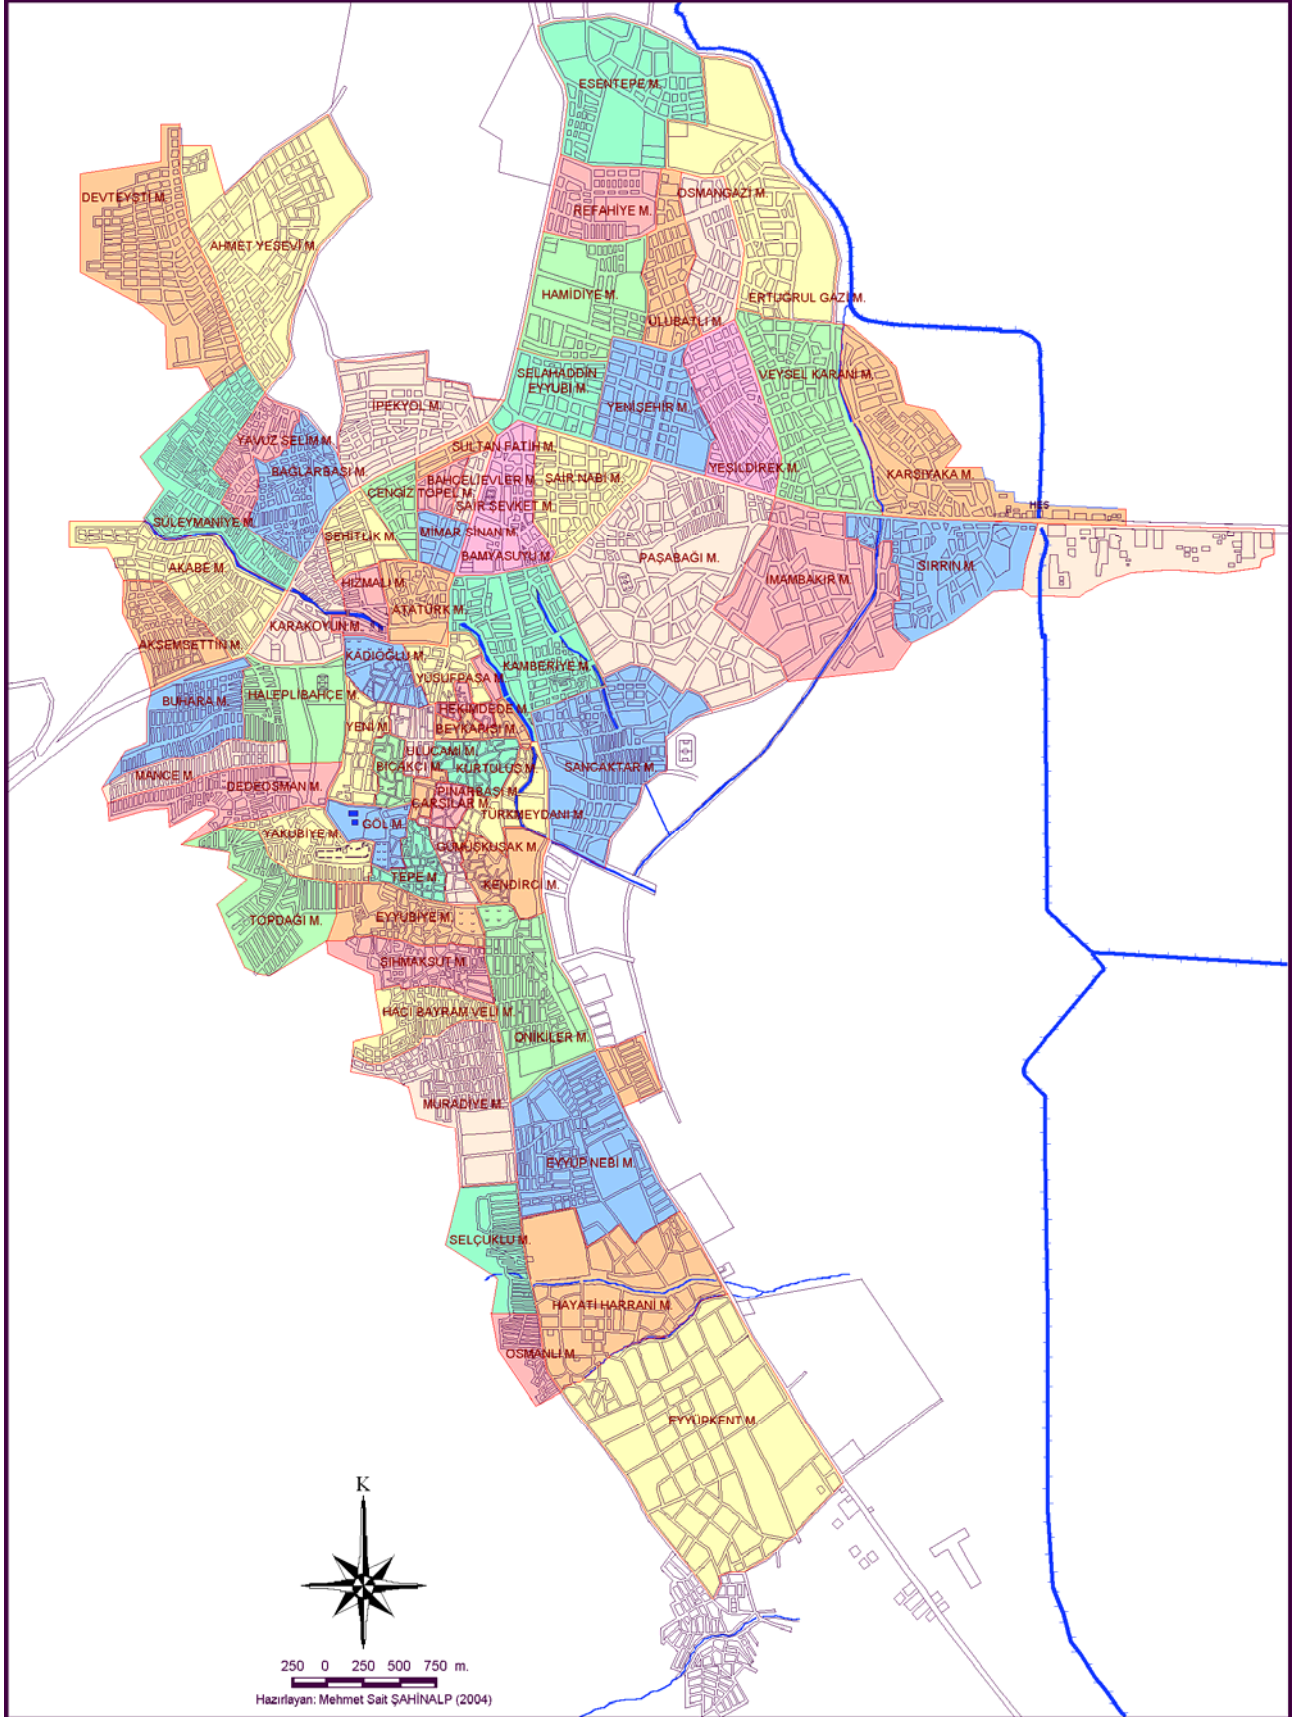 ESENTEPE M.
DEVTEYŞTİ M.
OSMANGAZİ M.
REFAHİYE M.
AHMET YESEVİ M.
HAMİDİYE M.
ERTUĞRUL GAZİ M.
ULUBATLI M.
SELAHADDİN
EYYUBİ M.
VEYSEL KARANİ M.
İPEKYOL M.
YENİŞEHİR M.
YAVUZ SELİM M.
SULTAN FATİH M.
BAĞLARBAŞI M.
YEŞİLDİREK M.
KARŞIYAKA M.
BAHÇELİEVLER M.
ŞAİR NABİ M.
CENGİZ TOPEL M.
ŞAİR ŞEVKET M.
HES
SÜLEYMANİYE M.
ŞEHİTLİK M.
MİMAR SİNAN M.
BAMYASUYU M.
PAŞABAĞI M.
AKABE M.
SIRRIN M.
HIZMALI M.
İMAMBAKIR M.
ATATÜRK M.
KARAKOYUN M.
AKŞEMSETTİN M.
KADIOĞLU M.
KAMBERİYE M.
YUSUFPAŞA M.
HALEPLİBAHÇE M.
BUHARA M.
HEKİMDEDE M.
YENİ M.
BEYKAPISI M.
ULUCAMİ M.
BIÇAKÇI M.
KURTULUŞ M.
SANCAKTAR M.
MANCE M.
DEDEOSMAN M.
PINARBAŞI M.
ÇARŞILAR M.
TÜRKMEYDANI M.
GÖL M.
YAKUBİYE M.
GÜMÜŞKUŞAK M.
TEPE M.
KENDİRCİ M.
TOPDAĞI M.
EYYUBİYE M.
ŞIHMAKSUT M.
HACI BAYRAM VELİ M.
ONİKİLER M.
MURADİYE M.
EYYÜP NEBİ M.
SELÇUKLU M.
HAYATİ HARRANİ M.
OSMANLI M.
EYYÜPKENT M.
K
250 0 250 500 750 m.
Hazırlayan: Mehmet Sait ŞAHİNALP (2004)